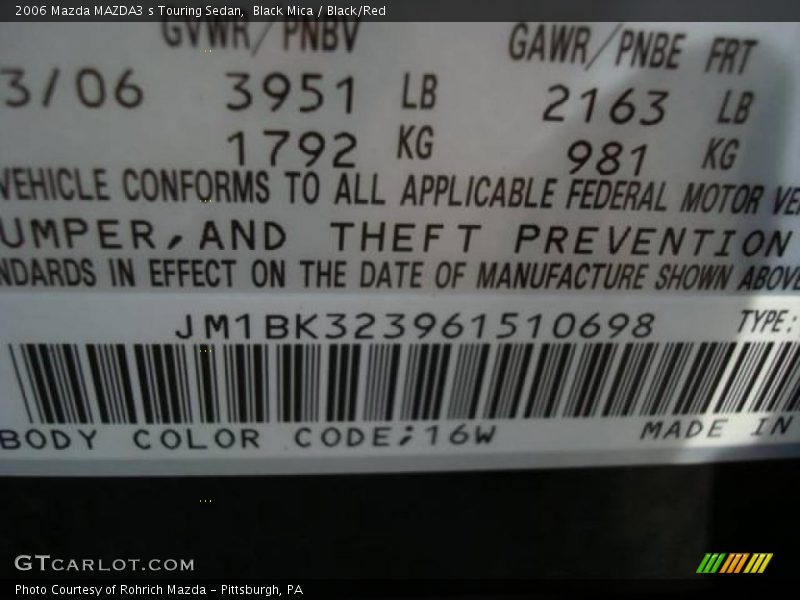 2006 Mazda MAZDA3 s Touring Sedan,  Black Mica / Black/Red
GVWR/PNBV GAWR/PNBE FRT
3/06 3951 LB 2163 LB
1792 KG 981 KG
VEHICLE CONFORMS TO ALL APPLICABLE FEDERAL MOTOR VE
UMPER, AND THEFT PREVENTION
NDARDS IN EFFECT ON THE DATE OF MANUFACTURE SHOWN ABOVE
JM1BK323961510698 TYPE:
BODY COLOR CODE;16W MADE IN
GTCARLOT.COM
Photo Courtesy of Rohrich Mazda - Pittsburgh, PA